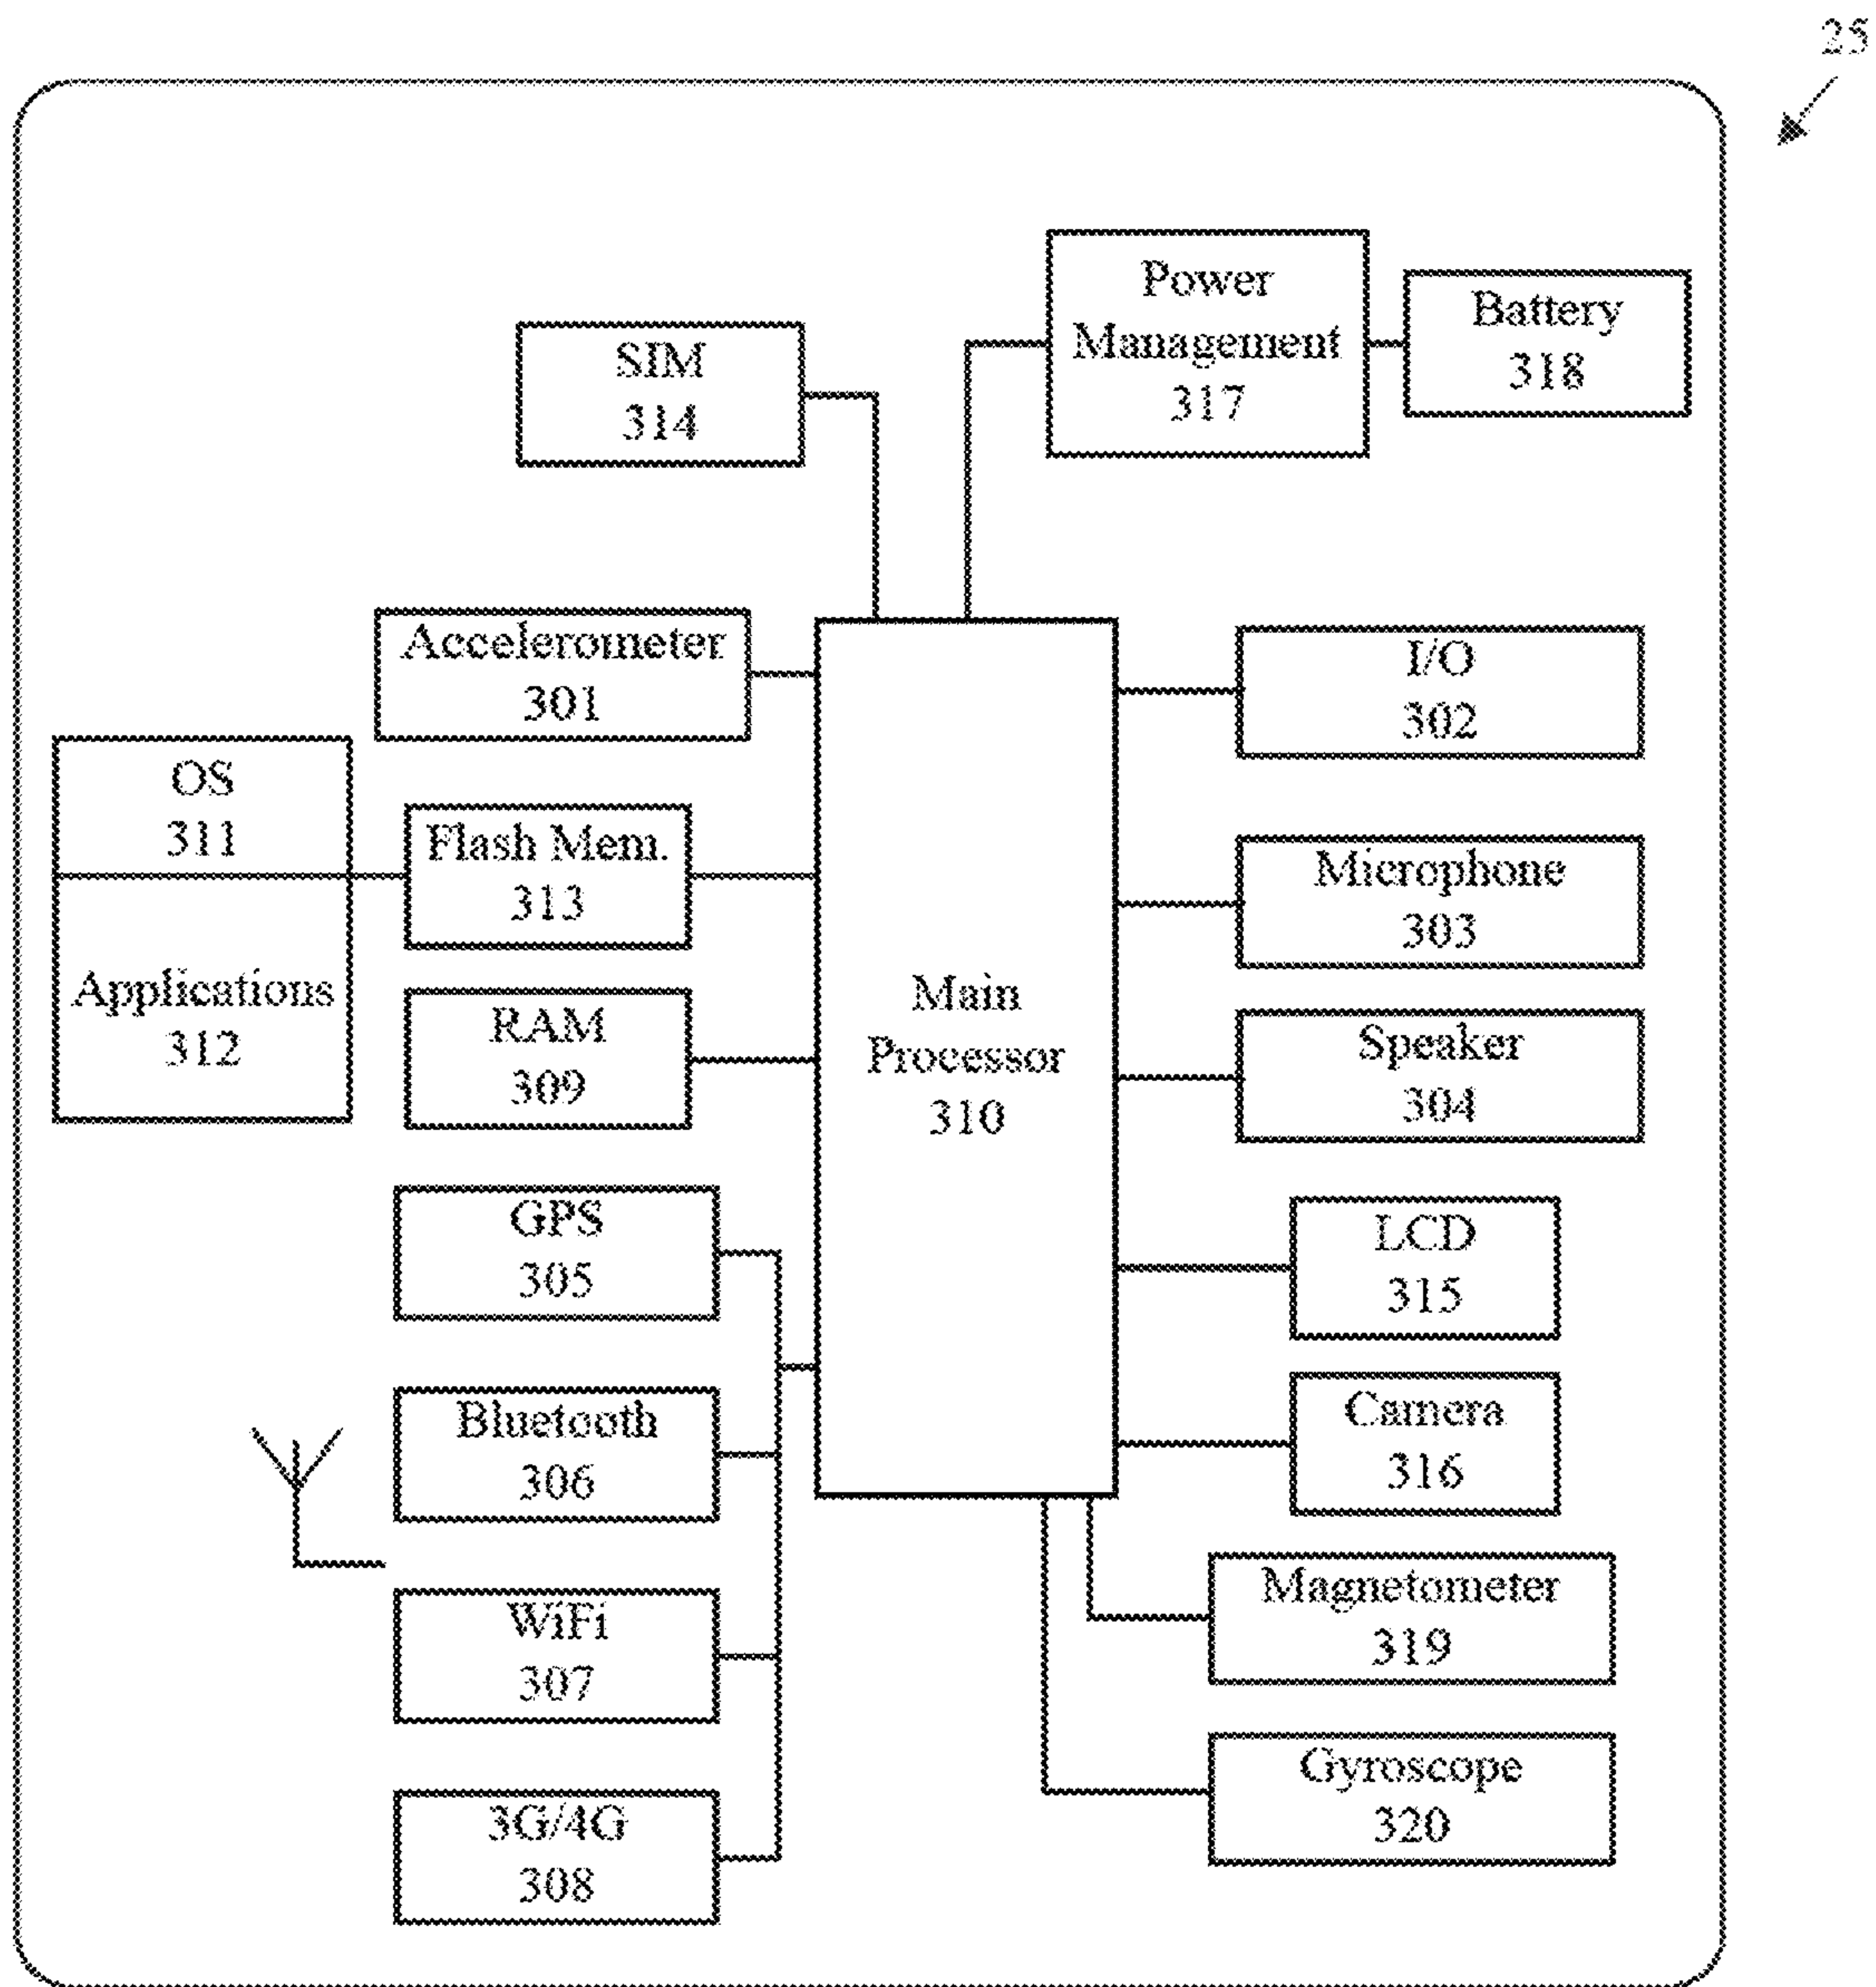 25
Power
Management
317
Battery
318
SIM
314
Accelerometer
301
I/O
302
OS
311
Flash Mem.
313
Microphone
303
Applications
312
RAM
309
Main
Processor
310
Speaker
304
GPS
305
LCD
315
Bluetooth
306
Camera
316
WiFi
307
Magnetometer
319
3G/4G
308
Gyroscope
320